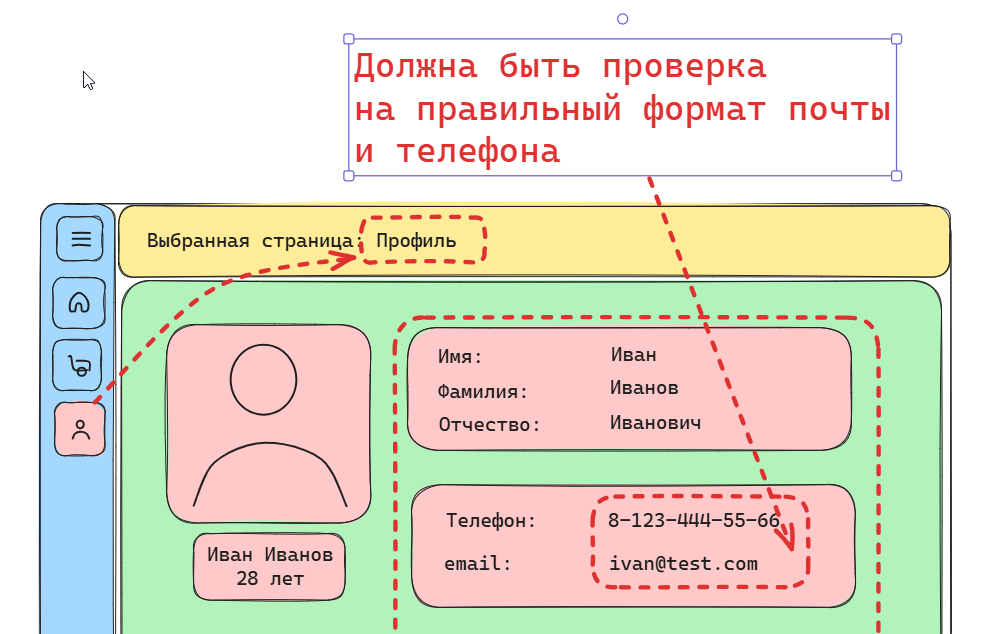 Должна быть проверка
на правильный формат почты
и телефона
Выбранная страница: Профиль
Имя: Иван
Фамилия: Иванов
Отчество: Иванович
Телефон: 8-123-444-55-66
email: ivan@test.com
Иван Иванов
28 лет